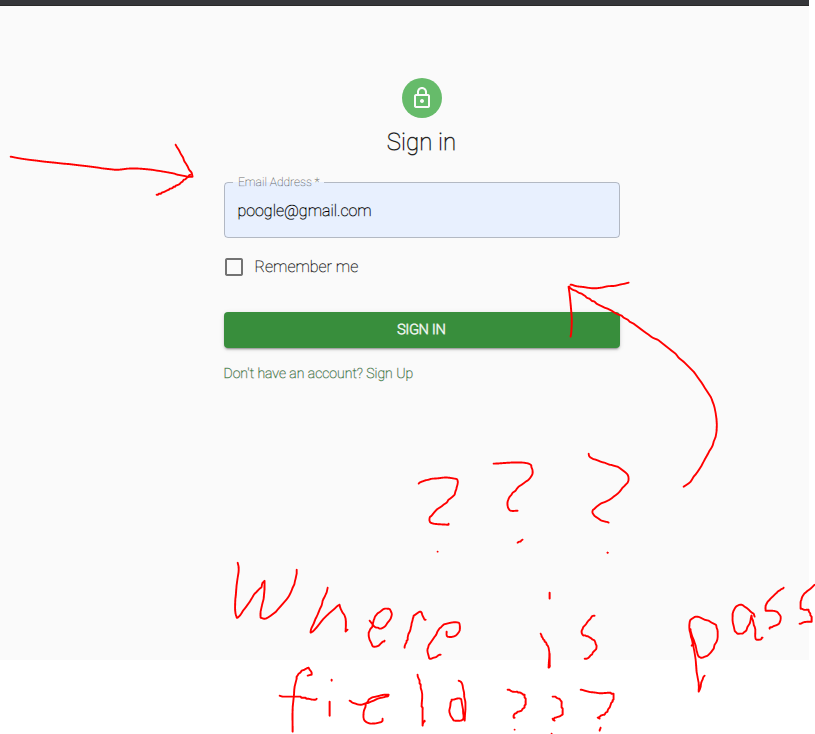 Sign in
Email Address *
poogle@gmail.com
Remember me
SIGN IN
Don't have an account? Sign Up
? ? ?
Where is pass
field???